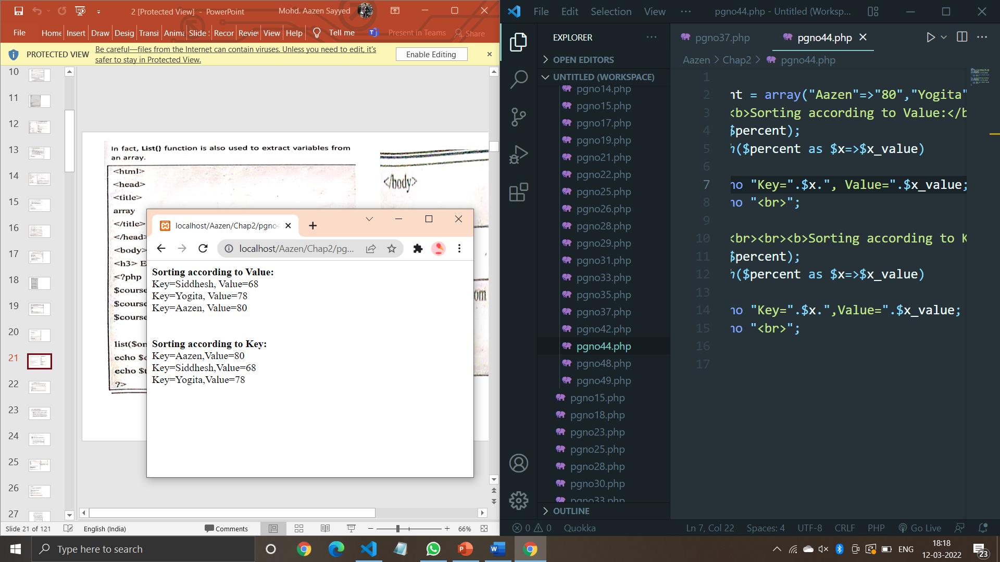 2 [Protected View] - PowerPoint
Mohd. Aazen Sayyed
File Home Insert Draw Desig Transi Anima Slide Recor Review View Help Tell me Present in Teams Share
PROTECTED VIEW Be careful—files from the Internet can contain viruses. Unless you need to edit, it's
safer to stay in Protected View.
Enable Editing
10
11
12
13
14
15
16
17
18
19
20
21
22
23
24
25
26
27
In fact, List() function is also used to extract variables from
an array.
<html>
<head>
<title>
array
</title>
</head>
<body>
<h3> E
<?php
$course
$course
$course
list($on
echo $o
echo $t
?>
</body>
om
localhost/Aazen/Chap2/pgno4
localhost/Aazen/Chap2/pg...
Sorting according to Value:
Key=Siddhesh, Value=68
Key=Yogita, Value=78
Key=Aazen, Value=80
Sorting according to Key:
Key=Aazen,Value=80
Key=Siddhesh,Value=68
Key=Yogita,Value=78
Slide 21 of 121 English (India) Comments 66%
File Edit Selection View ··· pgno44.php - Untitled (Worksp...
EXPLORER ···
OPEN EDITORS
UNTITLED (WORKSPACE)
pgno14.php
pgno15.php
pgno17.php
pgno19.php
pgno21.php
pgno22.php
pgno25.php
pgno26.php
pgno28.php
pgno29.php
pgno31.php
pgno33.php
pgno35.php
pgno37.php
pgno42.php
pgno44.php
pgno48.php
pgno49.php
pgno15.php
pgno18.php
pgno23.php
pgno25.php
pgno28.php
pgno30.php
pgno33.php
OUTLINE
pgno37.php pgno44.php
Aazen > Chap2 > pgno44.php
1
2 nt = array("Aazen"=>"80","Yogita"
3 <b>Sorting according to Value:</b
4 $percent);
5 h($percent as $x=>$x_value)
6
7 ho "Key=".$x.", Value=".$x_value;
8 ho "<br>";
9
10 <br><br><b>Sorting according to K
11 $percent);
12 h($percent as $x=>$x_value)
13
14 ho "Key=".$x.",Value=".$x_value;
15 ho "<br>";
16
17
0 0 Quokka Ln 7, Col 22 Spaces: 4 UTF-8 CRLF PHP Go Live
Type here to search
ENG
18:18
12-03-2022
23